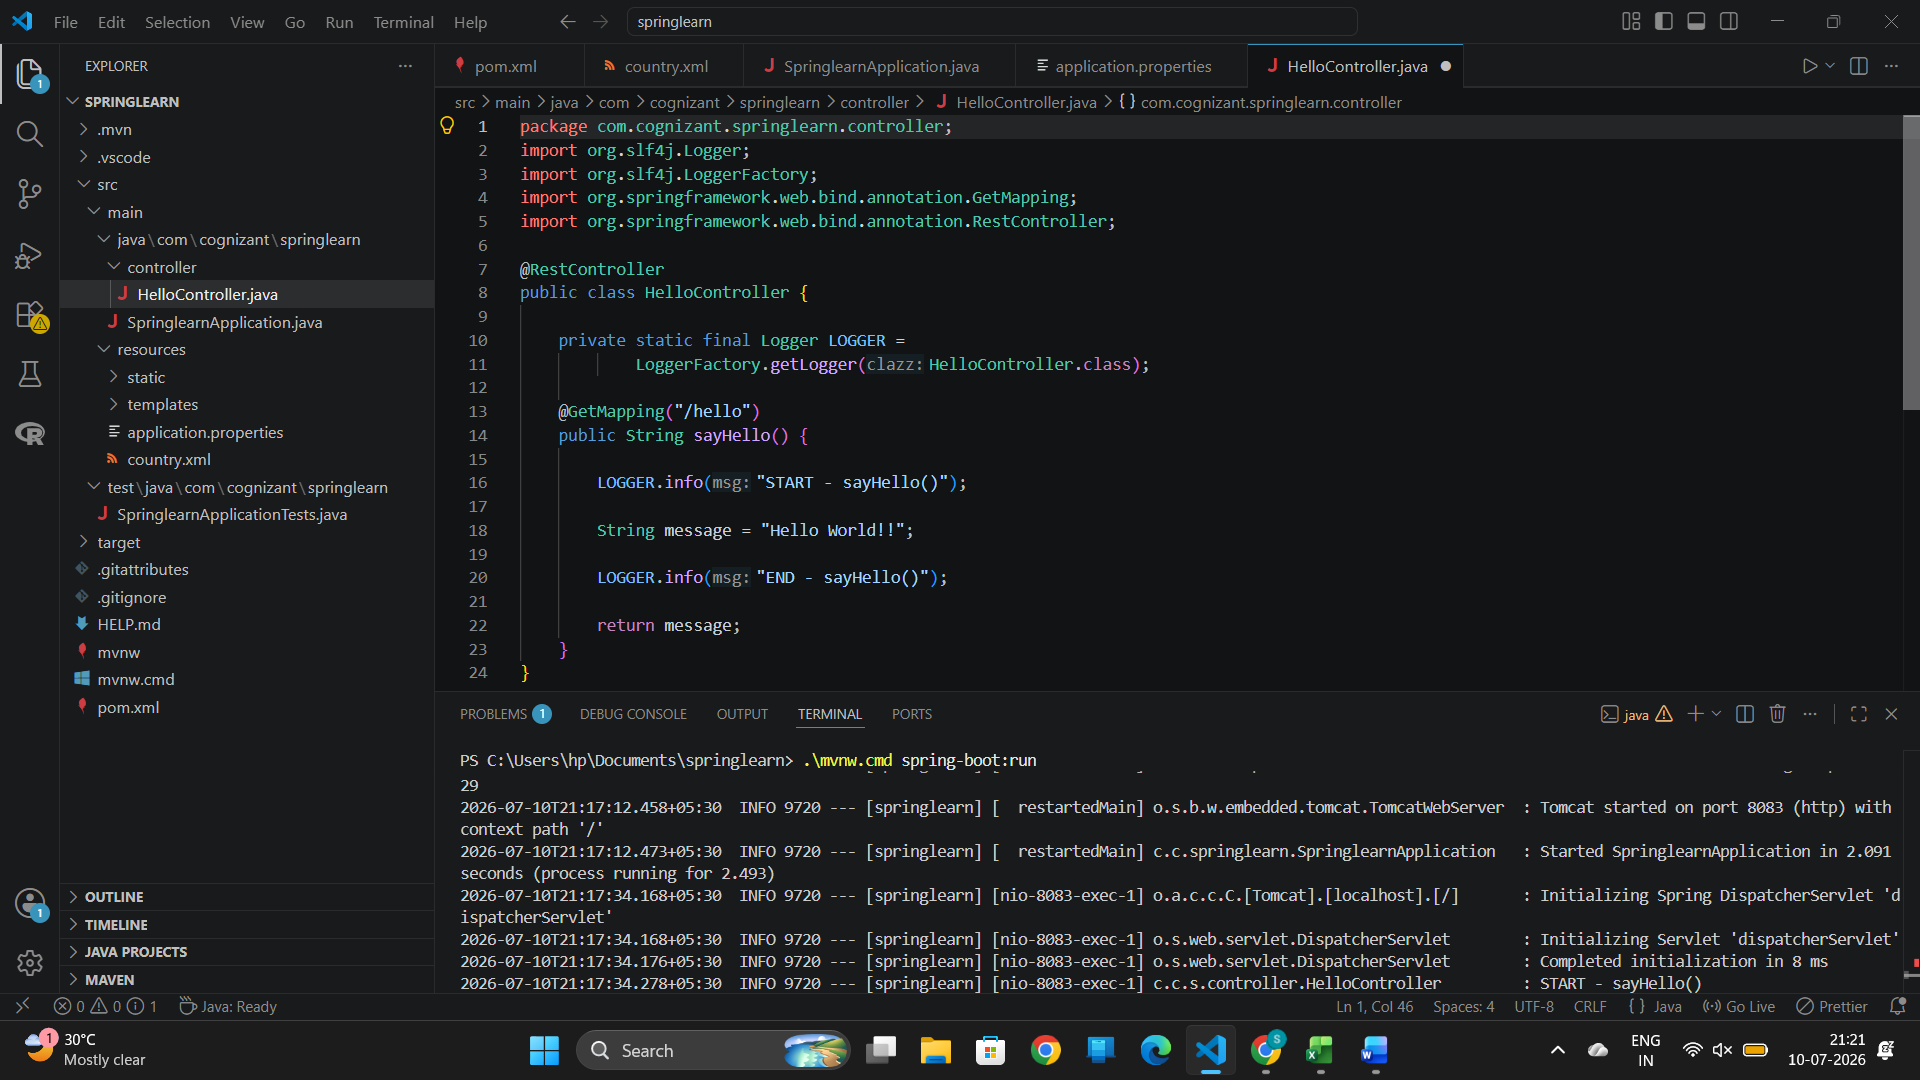 File Edit Selection View Go Run Terminal Help
springlearn
EXPLORER
SPRINGLEARN
.mvn
.vscode
src
main
java\com\cognizant\springlearn
controller
HelloController.java
SpringlearnApplication.java
resources
static
templates
application.properties
country.xml
test\java\com\cognizant\springlearn
SpringlearnApplicationTests.java
target
.gitattributes
.gitignore
HELP.md
mvnw
mvnw.cmd
pom.xml
OUTLINE
TIMELINE
JAVA PROJECTS
MAVEN
1
1
pom.xml country.xml SpringlearnApplication.java application.properties HelloController.java
src > main > java > com > cognizant > springlearn > controller > HelloController.java > {} com.cognizant.springlearn.controller
1 package com.cognizant.springlearn.controller;
2 import org.slf4j.Logger;
3 import org.slf4j.LoggerFactory;
4 import org.springframework.web.bind.annotation.GetMapping;
5 import org.springframework.web.bind.annotation.RestController;
6
7 @RestController
8 public class HelloController {
9
10 private static final Logger LOGGER =
11 LoggerFactory.getLogger(clazz: HelloController.class);
12
13 @GetMapping("/hello")
14 public String sayHello() {
15
16 LOGGER.info(msg: "START - sayHello()");
17
18 String message = "Hello World!!";
19
20 LOGGER.info(msg: "END - sayHello()");
21
22 return message;
23 }
24 }
PROBLEMS 1 DEBUG CONSOLE OUTPUT TERMINAL PORTS
java
PS C:\Users\hp\Documents\springlearn> .\mvnw.cmd spring-boot:run
29
2026-07-10T21:17:12.458+05:30 INFO 9720 --- [springlearn] [ restartedMain] o.s.b.w.embedded.tomcat.TomcatWebServer : Tomcat started on port 8083 (http) with
context path '/'
2026-07-10T21:17:12.473+05:30 INFO 9720 --- [springlearn] [ restartedMain] c.c.springlearn.SpringlearnApplication : Started SpringlearnApplication in 2.091
seconds (process running for 2.493)
2026-07-10T21:17:34.168+05:30 INFO 9720 --- [springlearn] [nio-8083-exec-1] o.a.c.c.C.[Tomcat].[localhost].[/] : Initializing Spring DispatcherServlet 'd
ispatcherServlet'
2026-07-10T21:17:34.168+05:30 INFO 9720 --- [springlearn] [nio-8083-exec-1] o.s.web.servlet.DispatcherServlet : Initializing Servlet 'dispatcherServlet'
2026-07-10T21:17:34.176+05:30 INFO 9720 --- [springlearn] [nio-8083-exec-1] o.s.web.servlet.DispatcherServlet : Completed initialization in 8 ms
2026-07-10T21:17:34.278+05:30 INFO 9720 --- [springlearn] [nio-8083-exec-1] c.c.s.controller.HelloController : START - sayHello()
0 0 1 Java: Ready
Ln 1, Col 46 Spaces: 4 UTF-8 CRLF {} Java Go Live Prettier
1
30°C
Mostly clear
Search
S
ENG
IN
21:21
10-07-2026